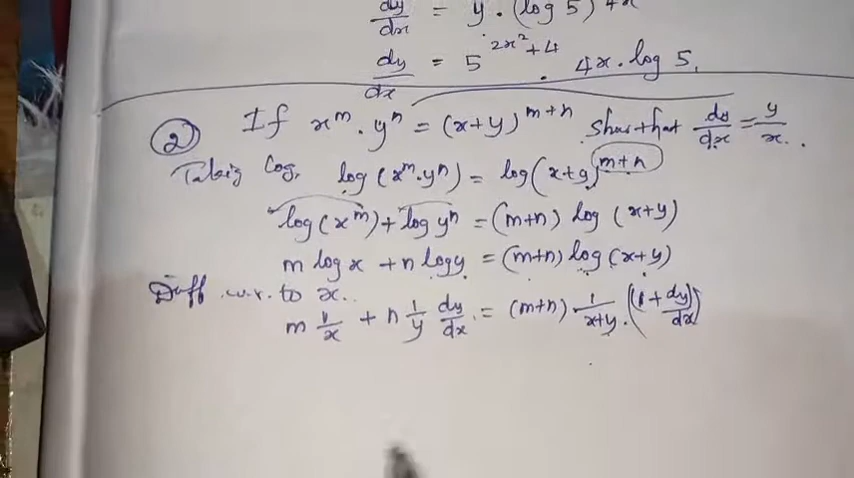 dy/dx = y . (log 5) 4x
dy/dx = 5^(2x²+4) . 4x . log 5.
(2) If x^m . y^n = (x+y)^(m+n) show that dy/dx = y/x.
Taking Log, log (x^m . y^n) = log (x+y)^(m+n)
log (x^m) + log y^n = (m+n) log (x+y)
m log x + n log y = (m+n) log (x+y)
Diff. w.r. to x.
m 1/x + n 1/y dy/dx = (m+n) 1/(x+y) . (1 + dy/dx)